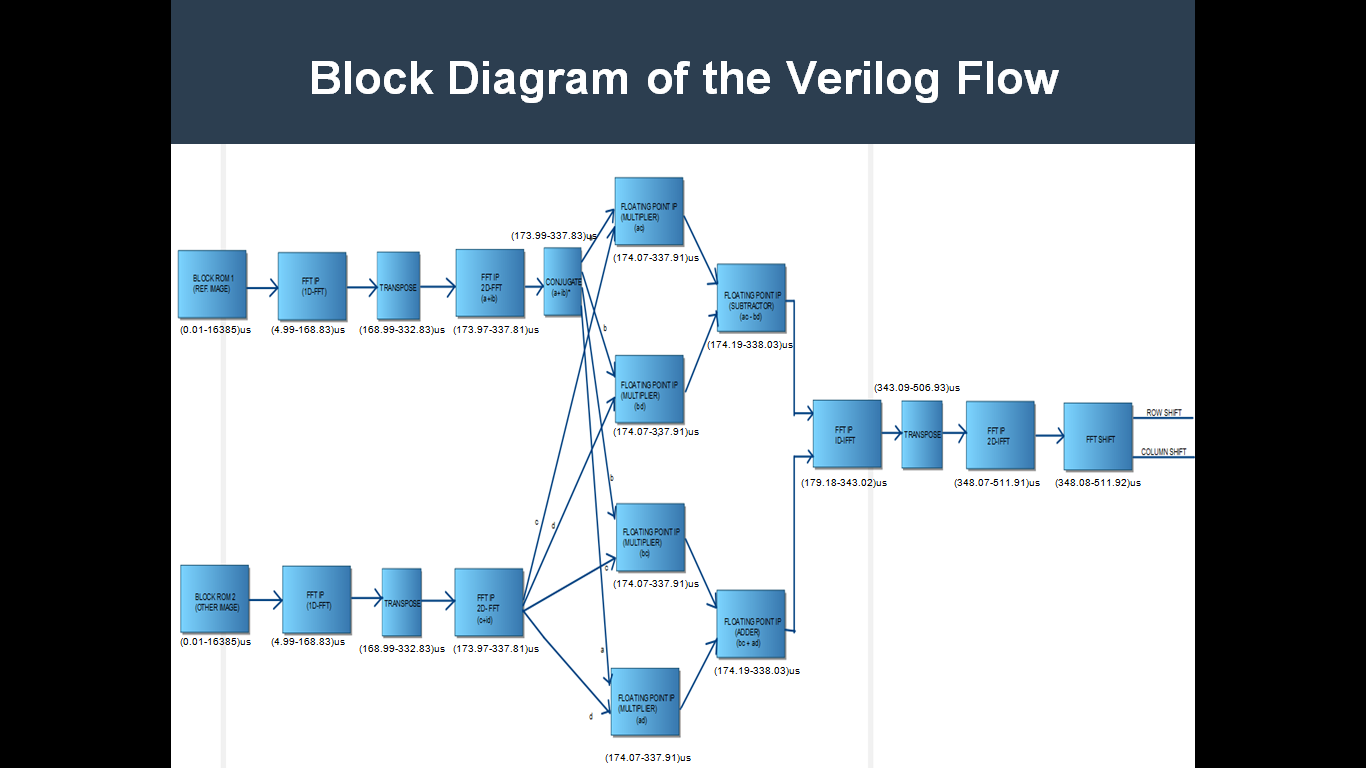 Block Diagram of the Verilog Flow
BLOCK ROM 1
(REF. IMAGE)
(0.01-16385)us
FFT IP
(1D-FFT)
(4.99-168.83)us
TRANSPOSE
(168.99-332.83)us
FFT IP
2D-FFT
(a+ib)
(173.97-337.81)us
(173.99-337.83)us
CONJUGATE
(a+ib)*
FLOATING POINT IP
(MULTIPLIER)
(ac)
(174.07-337.91)us
b
FLOATING POINT IP
(MULTIPLIER)
(bd)
(174.07-337.91)us
FLOATING POINT IP
(SUBTRACTOR)
(ac - bd)
(174.19-338.03)us
BLOCK ROM 2
(OTHER IMAGE)
(0.01-16385)us
FFT IP
(1D-FFT)
(4.99-168.83)us
TRANSPOSE
(168.99-332.83)us
FFT IP
2D- FFT
(c+id)
(173.97-337.81)us
c
d
b
FLOATING POINT IP
(MULTIPLIER)
(bc)
c
(174.07-337.91)us
a
FLOATING POINT IP
(MULTIPLIER)
(ad)
d
(174.07-337.91)us
FLOATING POINT IP
(ADDER)
(bc + ad)
(174.19-338.03)us
FFT IP
ID-IFFT
(179.18-343.02)us
(343.09-506.93)us
TRANSPOSE
FFT IP
2D-IFFT
(348.07-511.91)us
FFT SHIFT
(348.08-511.92)us
ROW SHIFT
COLUMN SHIFT